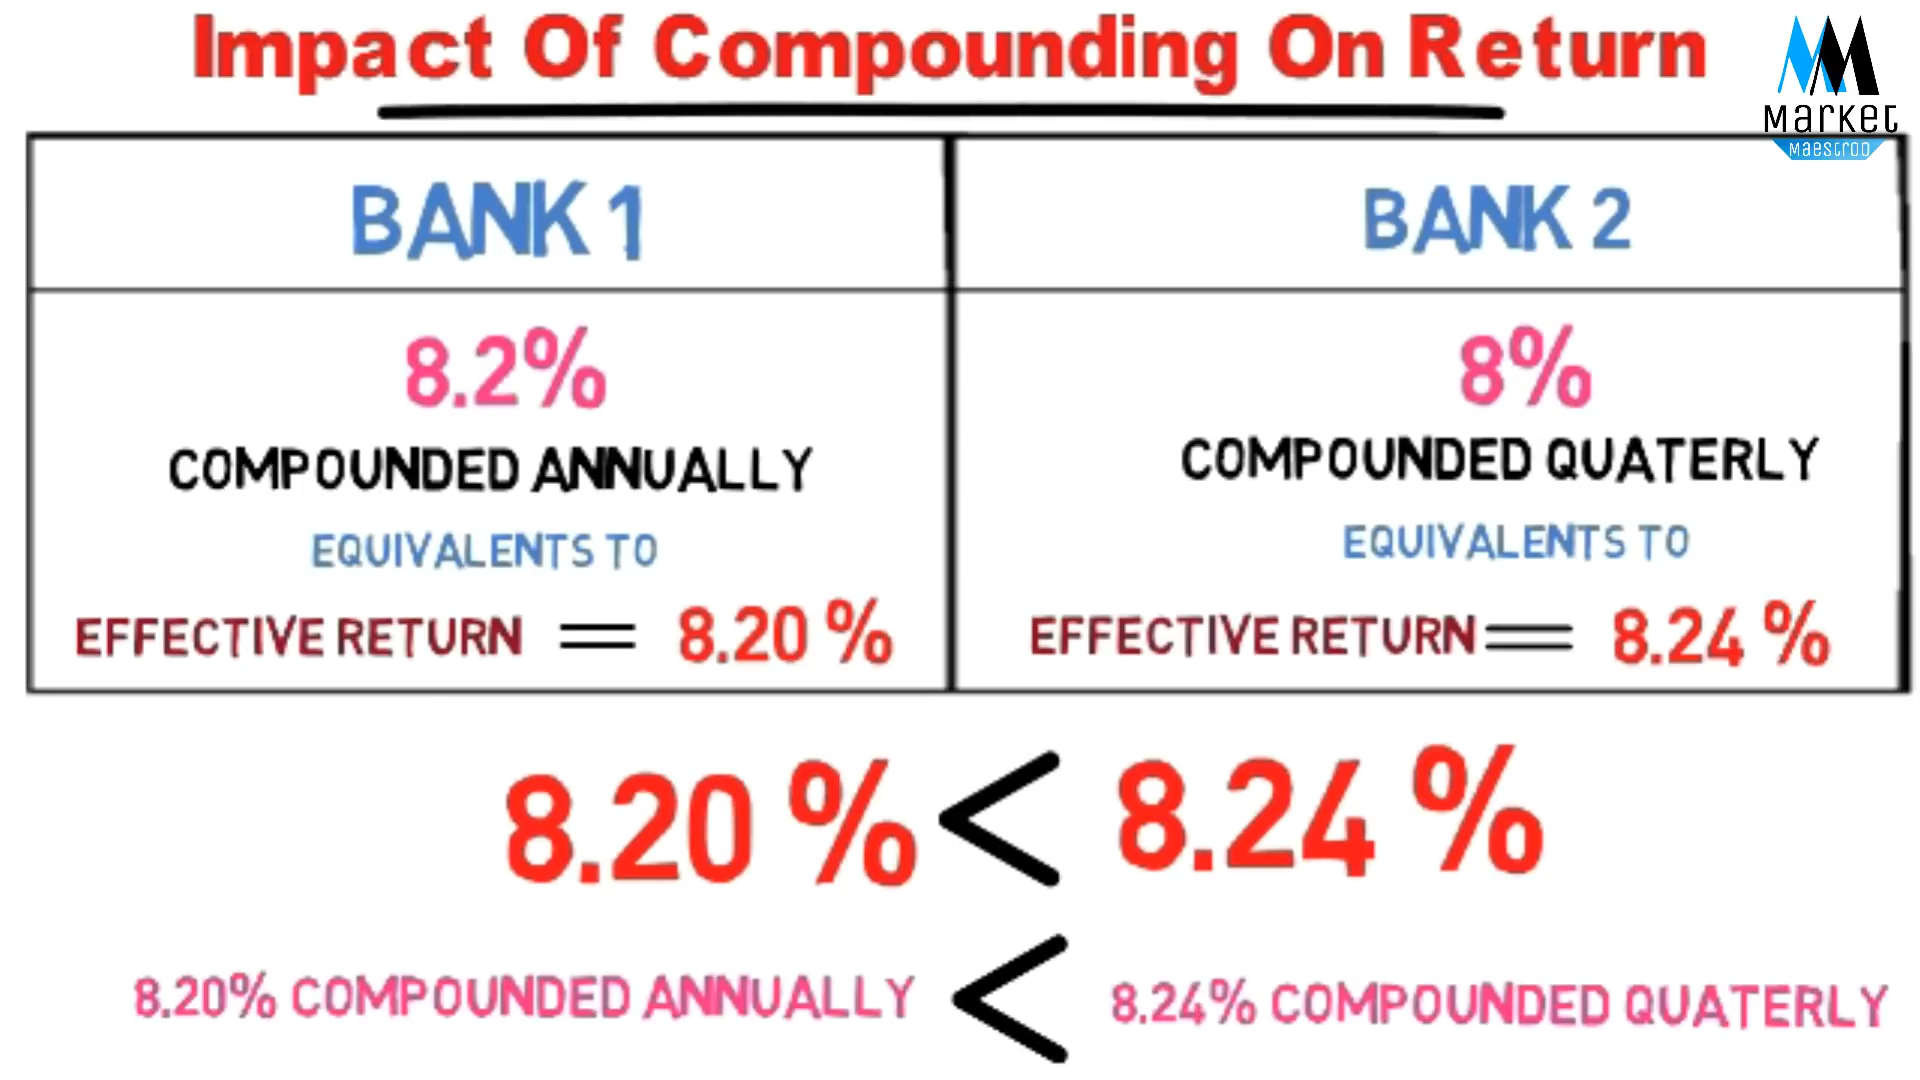 Impact Of Compounding On Return
Market
Maestroo
BANK 1
BANK 2
8.2%
8%
COMPOUNDED ANNUALLY
COMPOUNDED QUATERLY
EQUIVALENTS TO
EQUIVALENTS TO
EFFECTIVE RETURN = 8.20 %
EFFECTIVE RETURN = 8.24 %
8.20 % < 8.24 %
8.20% COMPOUNDED ANNUALLY < 8.24% COMPOUNDED QUATERLY